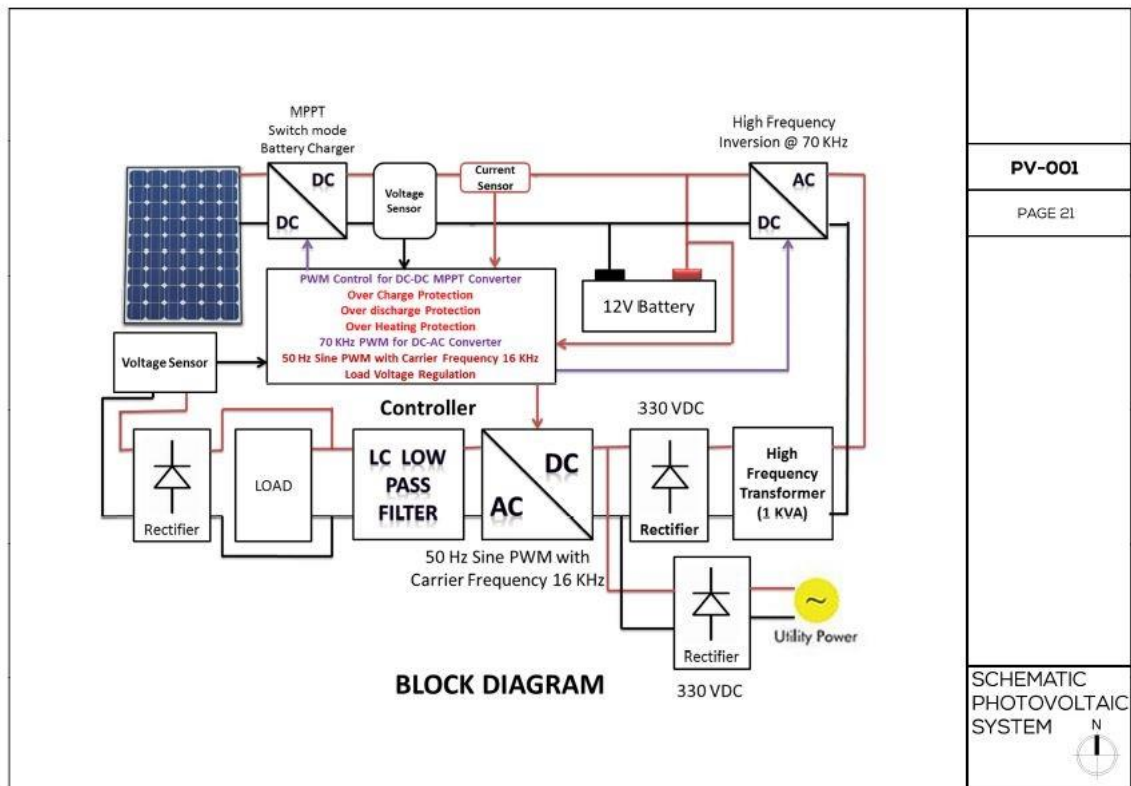 MPPT
Switch mode
Battery Charger
High Frequency
Inversion @ 70 KHz
DC
DC
Voltage
Sensor
Current
Sensor
AC
DC
PWM Control for DC-DC MPPT Converter
Over Charge Protection
Over discharge Protection
Over Heating Protection
70 KHz PWM for DC-AC Converter
50 Hz Sine PWM with Carrier Frequency 16 KHz
Load Voltage Regulation
12V Battery
Voltage Sensor
Controller
330 VDC
Rectifier
LOAD
LC LOW
PASS
FILTER
DC
AC
Rectifier
High
Frequency
Transformer
(1 KVA)
50 Hz Sine PWM with
Carrier Frequency 16 KHz
Rectifier
~
Utility Power
330 VDC
BLOCK DIAGRAM
PV-001
PAGE 21
SCHEMATIC
PHOTOVOLTAIC
SYSTEM
N